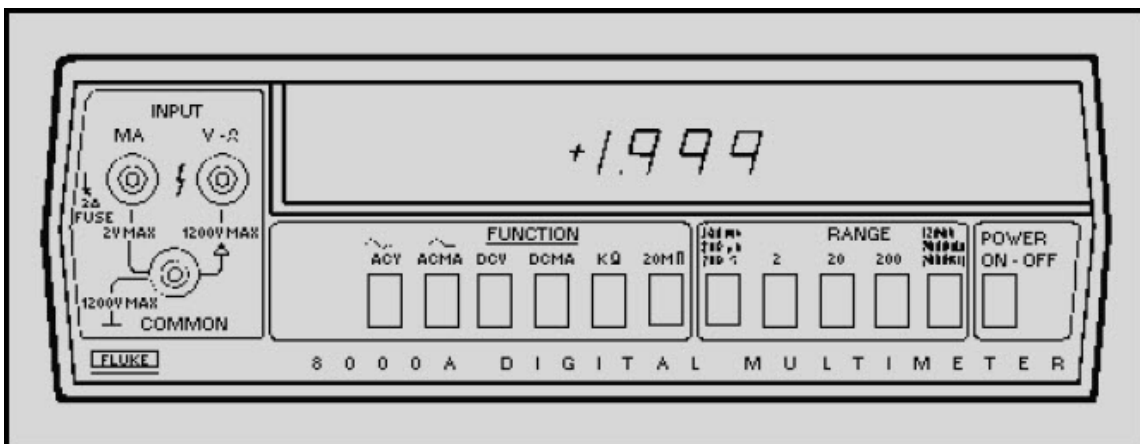 INPUT
MA V-Ω
+1.999
2A
FUSE
2V MAX 1200V MAX
1200V MAX
COMMON
FUNCTION
ACV ACMA DCV DCMA KΩ 20MΩ
RANGE
2 20 200
POWER
ON - OFF
FLUKE
8000A DIGITAL MULTIMETER